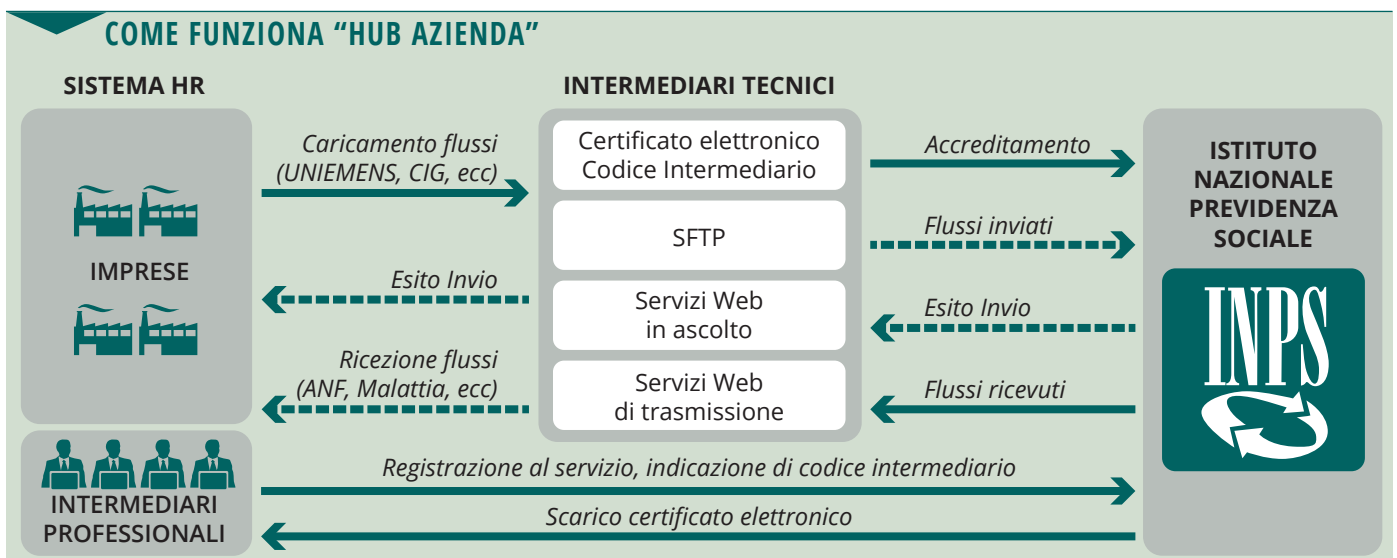 COME FUNZIONA “HUB AZIENDA”
SISTEMA HR
IMPRESE
INTERMEDIARI
PROFESSIONALI
Caricamento flussi
(UNIEMENS, CIG, ecc)
Esito Invio
Ricezione flussi
(ANF, Malattia, ecc)
INTERMEDIARI TECNICI
Certificato elettronico
Codice Intermediario
SFTP
Servizi Web
in ascolto
Servizi Web
di trasmissione
Accreditamento
Flussi inviati
Esito Invio
Flussi ricevuti
ISTITUTO
NAZIONALE
PREVIDENZA
SOCIALE
INPS
Registrazione al servizio, indicazione di codice intermediario
Scarico certificato elettronico